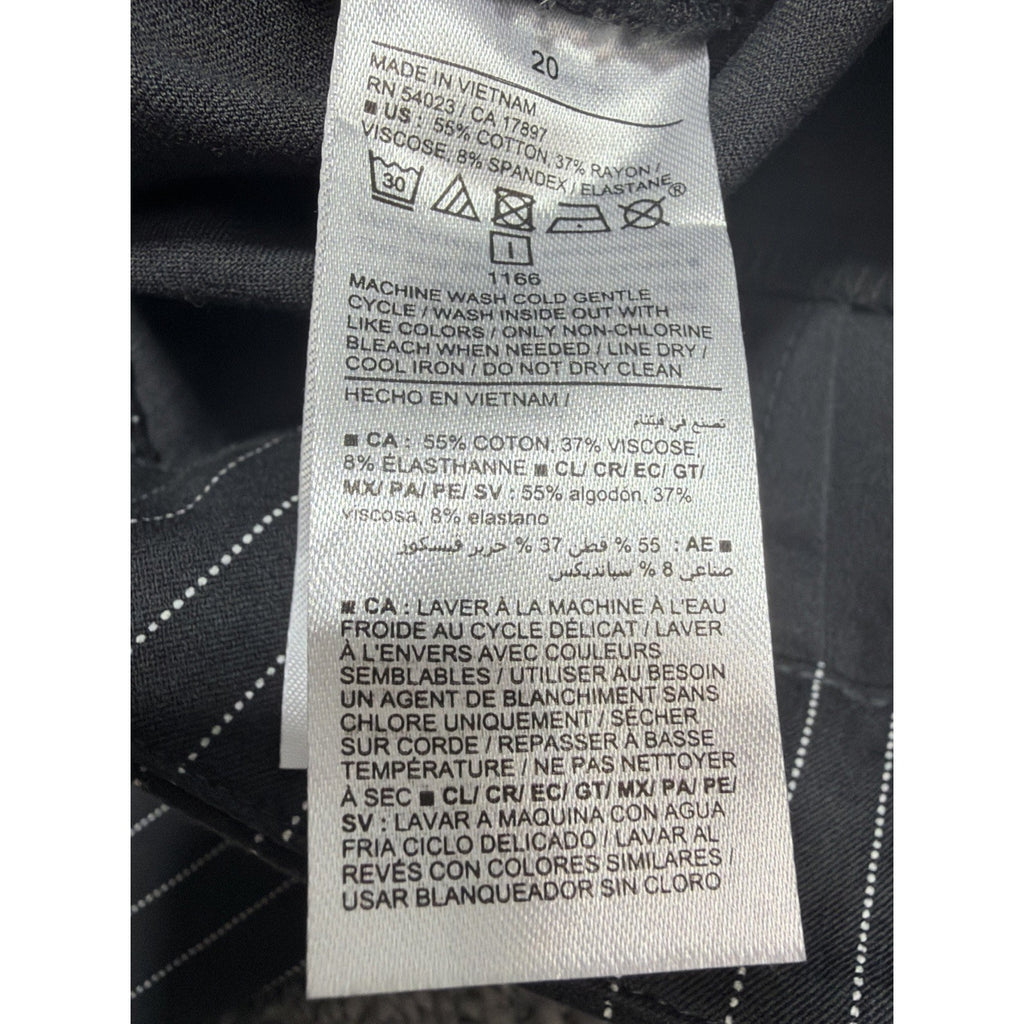 20
MADE IN VIETNAM
RN 54023 / CA 17897
■ US : 55% COTTON, 37% RAYON /
VISCOSE, 8% SPANDEX / ELASTANE ®
30
I
1166
MACHINE WASH COLD GENTLE
CYCLE / WASH INSIDE OUT WITH
LIKE COLORS / ONLY NON-CHLORINE
BLEACH WHEN NEEDED / LINE DRY /
COOL IRON / DO NOT DRY CLEAN
HECHO EN VIETNAM /
تصنع في فيتنام
■ CA : 55% COTON, 37% VISCOSE
8% ÉLASTHANNE ■ CL/ CR/ EC/ GT/
MX/ PA/ PE/ SV : 55% algodón, 37%
viscosa, 8% elastano
■ AE : 55 % قطن 37 % حرير فيسكور
صناعي 8 % سباندیکس
■ CA : LAVER À LA MACHINE À L'EAU
FROIDE AU CYCLE DÉLICAT / LAVER
À L'ENVERS AVEC COULEURS
SEMBLABLES / UTILISER AU BESOIN
UN AGENT DE BLANCHIMENT SANS
CHLORE UNIQUEMENT / SÉCHER
SUR CORDE / REPASSER À BASSE
TEMPÉRATURE / NE PAS NETTOYER
À SEC ■ CL/ CR/ EC/ GT/ MX/ PA/ PE/
SV : LAVAR A MAQUINA CON AGUA
FRIA CICLO DELICADO / LAVAR AL
REVÉS CON COLORES SIMILARES /
USAR BLANQUEADOR SIN CLORO